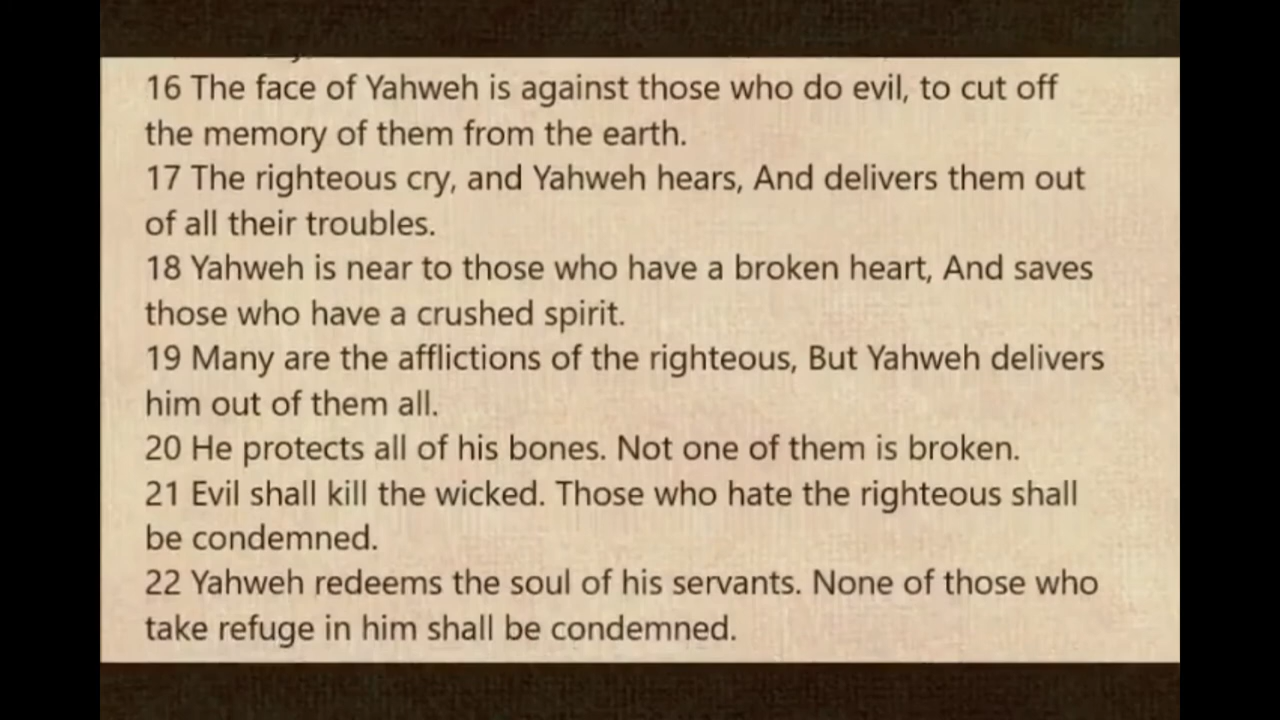 16 The face of Yahweh is against those who do evil, to cut off
the memory of them from the earth.
17 The righteous cry, and Yahweh hears, And delivers them out
of all their troubles.
18 Yahweh is near to those who have a broken heart, And saves
those who have a crushed spirit.
19 Many are the afflictions of the righteous, But Yahweh delivers
him out of them all.
20 He protects all of his bones. Not one of them is broken.
21 Evil shall kill the wicked. Those who hate the righteous shall
be condemned.
22 Yahweh redeems the soul of his servants. None of those who
take refuge in him shall be condemned.